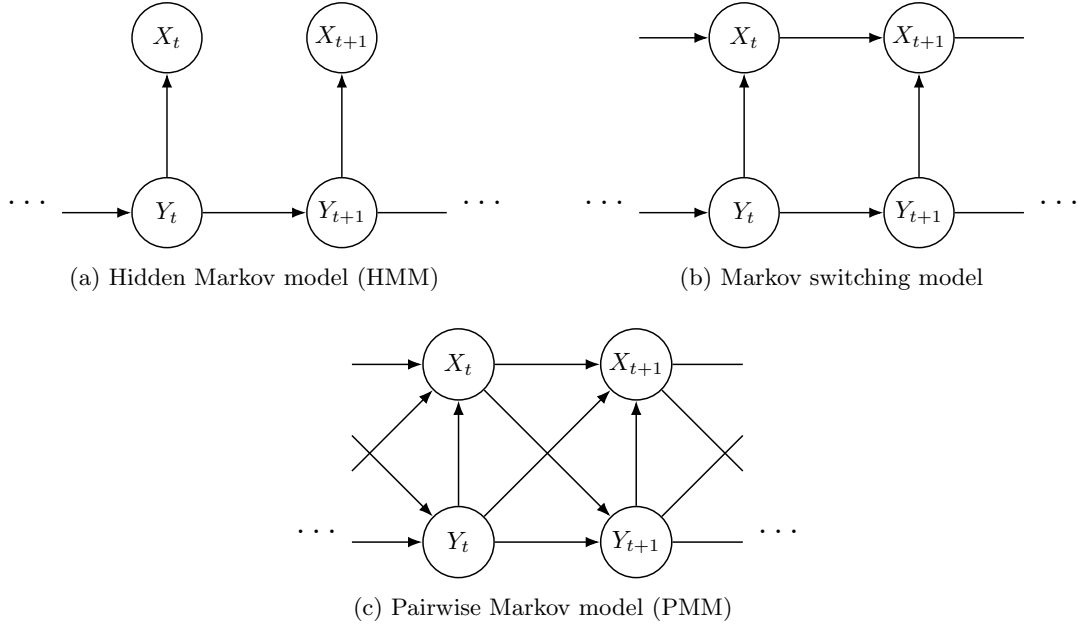 $X_t$ $X_{t+1}$ $X_t$ $X_{t+1}$
··· $Y_t$ $Y_{t+1}$ ··· ··· $Y_t$ $Y_{t+1}$ ···
(a) Hidden Markov model (HMM) (b) Markov switching model
$X_t$ $X_{t+1}$
··· $Y_t$ $Y_{t+1}$ ···
(c) Pairwise Markov model (PMM)